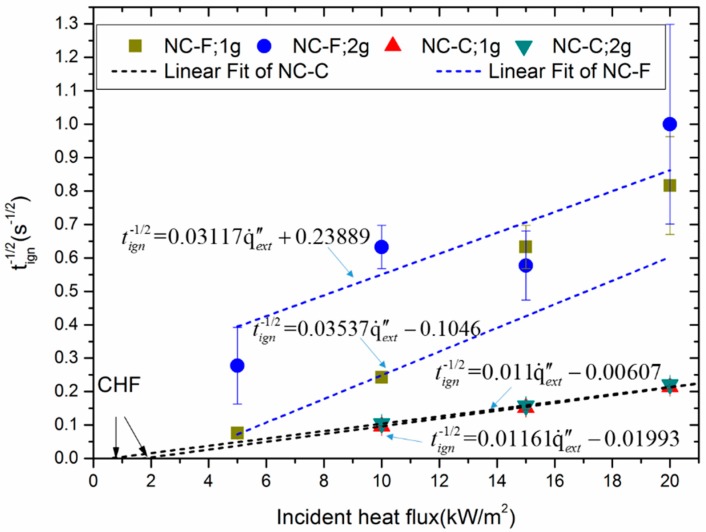 NC-F;1g NC-F;2g NC-C;1g NC-C;2g
Linear Fit of NC-C Linear Fit of NC-F
t_ign^-1/2(s^-1/2)
1.3
1.2
1.1
1.0
0.9
0.8
0.7
0.6
0.5
0.4
0.3
0.2
0.1
0.0
t_ign^-1/2=0.03117q̇″_ext+0.23889
t_ign^-1/2=0.03537q̇″_ext−0.1046
t_ign^-1/2=0.011q̇″_ext−0.00607
t_ign^-1/2=0.01161q̇″_ext−0.01993
CHF
0 2 4 6 8 10 12 14 16 18 20
Incident heat flux(kW/m²)